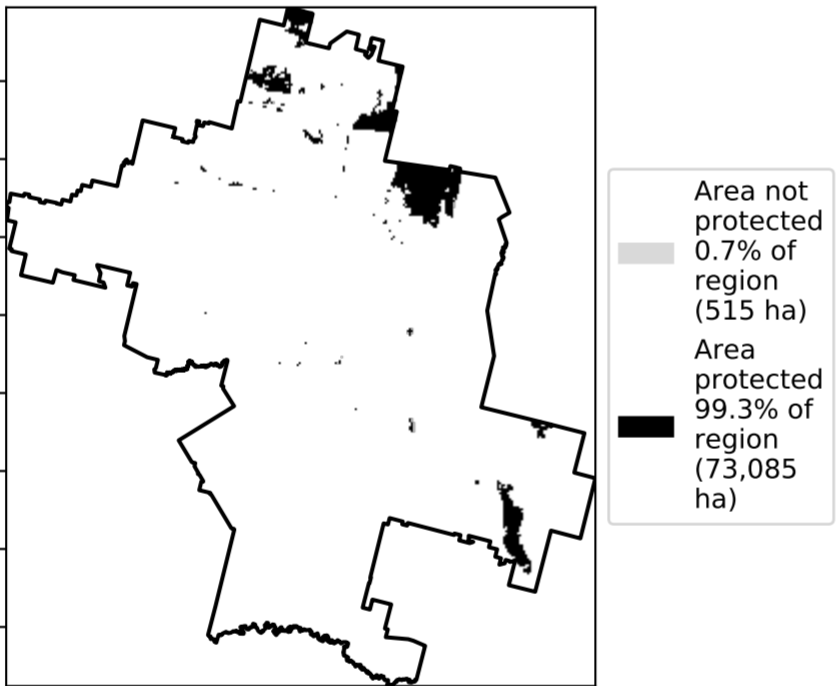 Area not
protected
0.7% of
region
(515 ha)
Area
protected
99.3% of
region
(73,085
ha)